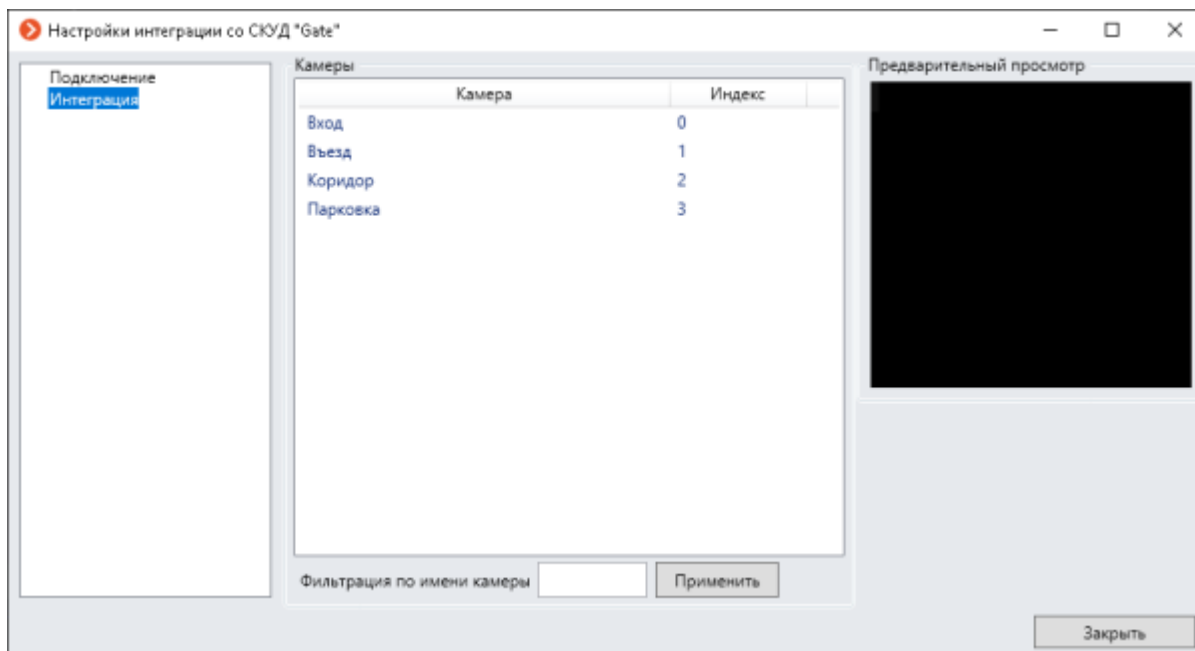 Настройки интеграции со СКУД "Gate"
Подключение
Интеграция
Камеры
Камера Индекс
Вход 0
Въезд 1
Коридор 2
Парковка 3
Фильтрация по имени камеры Применить
Предварительный просмотр
Закрыть